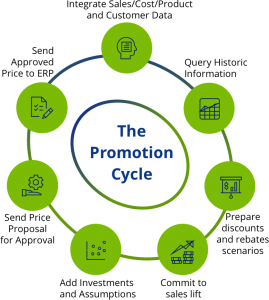 Integrate Sales/Cost/Product
and Customer Data
Send
Approved
Price to ERP
Query Historic
Information
The
Promotion
Cycle
Send Price
Proposal
for Approval
Prepare
discounts
and rebates
scenarios
Add Investments
and Assumptions
Commit to
sales lift